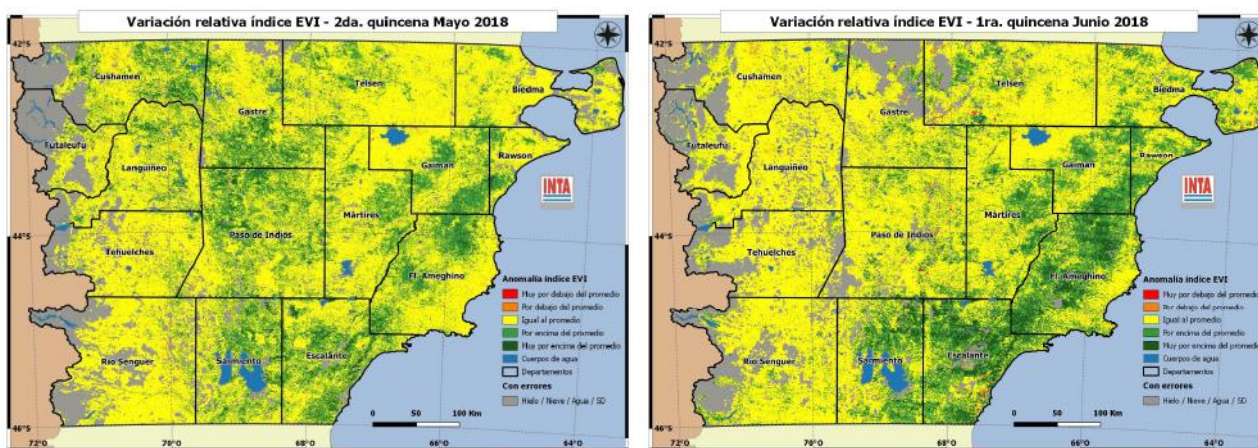 Variación relativa índice EVI - 2da. quincena Mayo 2018
42°S
Cushamen
Telsen
Biedma
Gastre
Futaleufú
Languiñeo
Gaiman
Rawson
INTA
44°S
Mártires
Paso de Indios
Tehuelches
Fl. Ameghino
Anomalía índice EVI
Muy por debajo del promedio
Por debajo del promedio
Igual al promedio
Por encima del promedio
Muy por encima del promedio
Cuerpos de agua
Departamentos
Con errores
Hielo / Nieve / Agua / SD
Río Senguer
Sarmiento
Escalante
0 50 100 Km
46°S
72°O 70°O 68°O 66°O 64°O
Variación relativa índice EVI - 1ra. quincena Junio 2018
42°S
Cushamen
Telsen
Biedma
Gastre
Futaleufú
Languiñeo
Gaiman
Rawson
INTA
44°S
Mártires
Paso de Indios
Tehuelches
Fl. Ameghino
Anomalía índice EVI
Muy por debajo del promedio
Por debajo del promedio
Igual al promedio
Por encima del promedio
Muy por encima del promedio
Cuerpos de agua
Departamentos
Con errores
Hielo / Nieve / Agua / SD
Río Senguer
Sarmiento
Escalante
0 50 100 Km
46°S
72°O 70°O 68°O 66°O 64°O